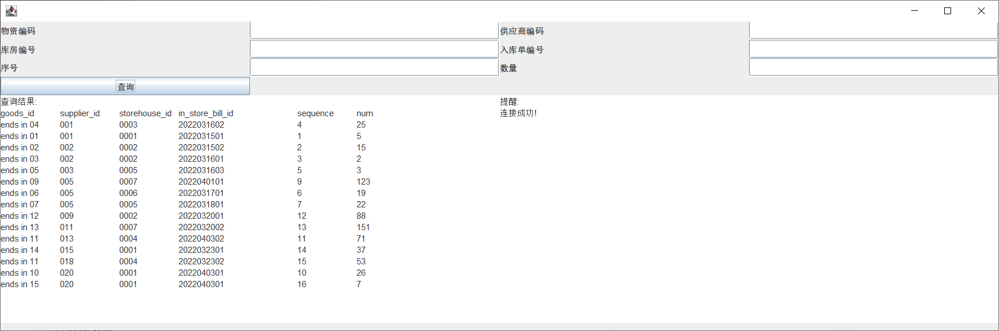 物资编码 供应商编码
库房编号 入库单编号
序号 数量
查询
查询结果: 提醒:
goods_id supplier_id storehouse_id in_store_bill_id sequence num 连接成功!
ends in 04 001 0003 2022031602 4 25
ends in 01 001 0001 2022031501 1 5
ends in 02 002 0002 2022031502 2 15
ends in 03 002 0002 2022031601 3 2
ends in 05 003 0005 2022031603 5 3
ends in 09 005 0007 2022040101 9 123
ends in 06 005 0006 2022031701 6 19
ends in 07 005 0005 2022031801 7 22
ends in 12 009 0002 2022032001 12 88
ends in 13 011 0007 2022032002 13 151
ends in 11 013 0004 2022040302 11 71
ends in 14 015 0001 2022032301 14 37
ends in 11 018 0004 2022032302 15 53
ends in 10 020 0001 2022040301 10 26
ends in 15 020 0001 2022040301 16 7